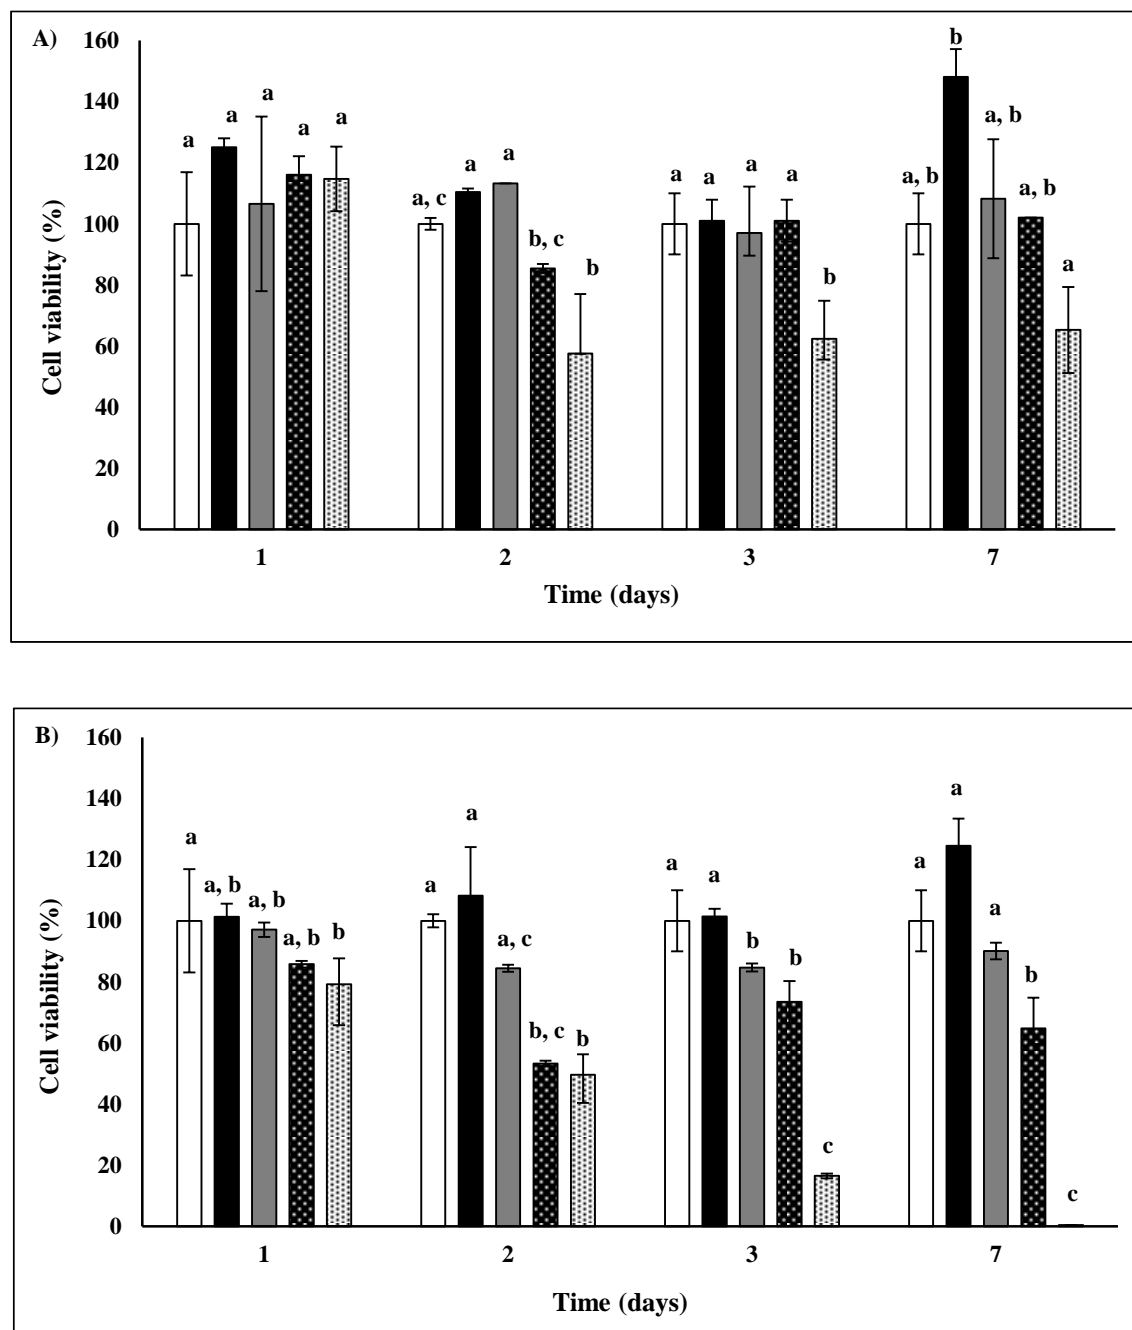 A)
160
140
120
100
80
60
40
20
0
Cell viability (%)
a a a a a
a, c a a b, c b
a a a a b
a, b b a, b a, b a
1 2 3 7
Time (days)
B)
160
140
120
100
80
60
40
20
0
Cell viability (%)
a a, b a, b a, b b
a a a, c b, c b
a a b b c
a a a b c
1 2 3 7
Time (days)